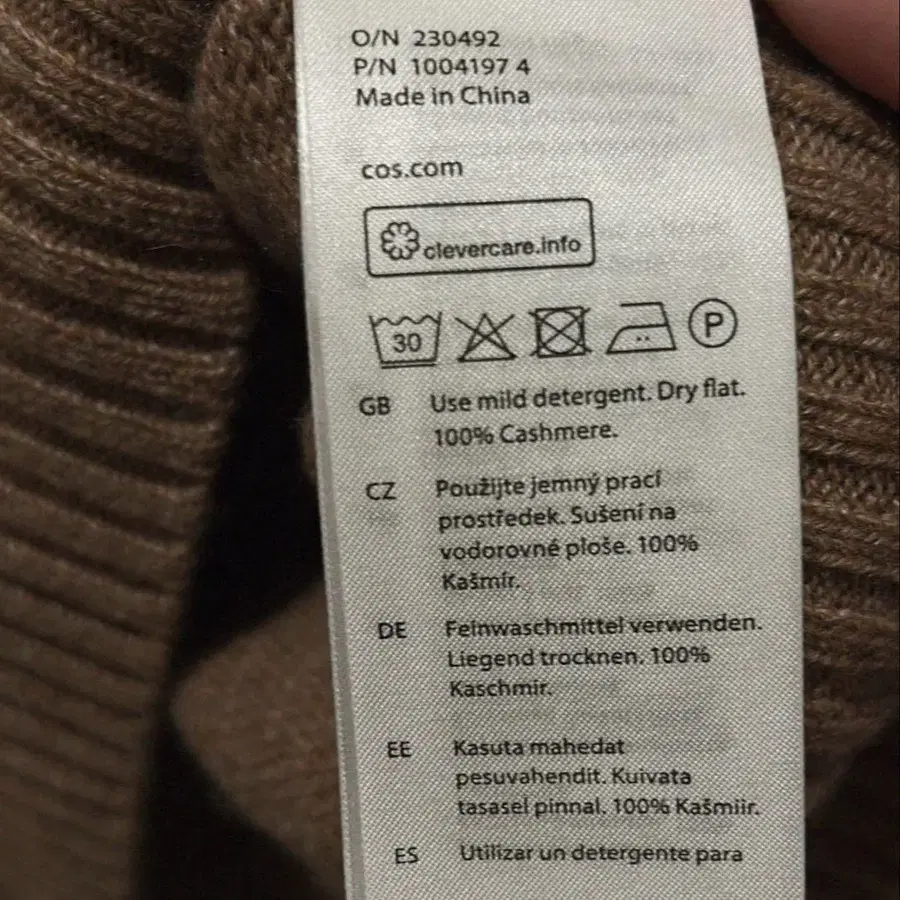 O/N 230492
P/N 1004197 4
Made in China
cos.com
clevercare.info
30 P
GB Use mild detergent. Dry flat.
100% Cashmere.
CZ Použijte jemný prací
prostředek. Sušení na
vodorovné ploše. 100%
Kašmír.
DE Feinwaschmittel verwenden.
Liegend trocknen. 100%
Kaschmir.
EE Kasuta mahedat
pesuvahendit. Kuivata
tasasel pinnal. 100% Kašmiir.
ES Utilizar un detergente para